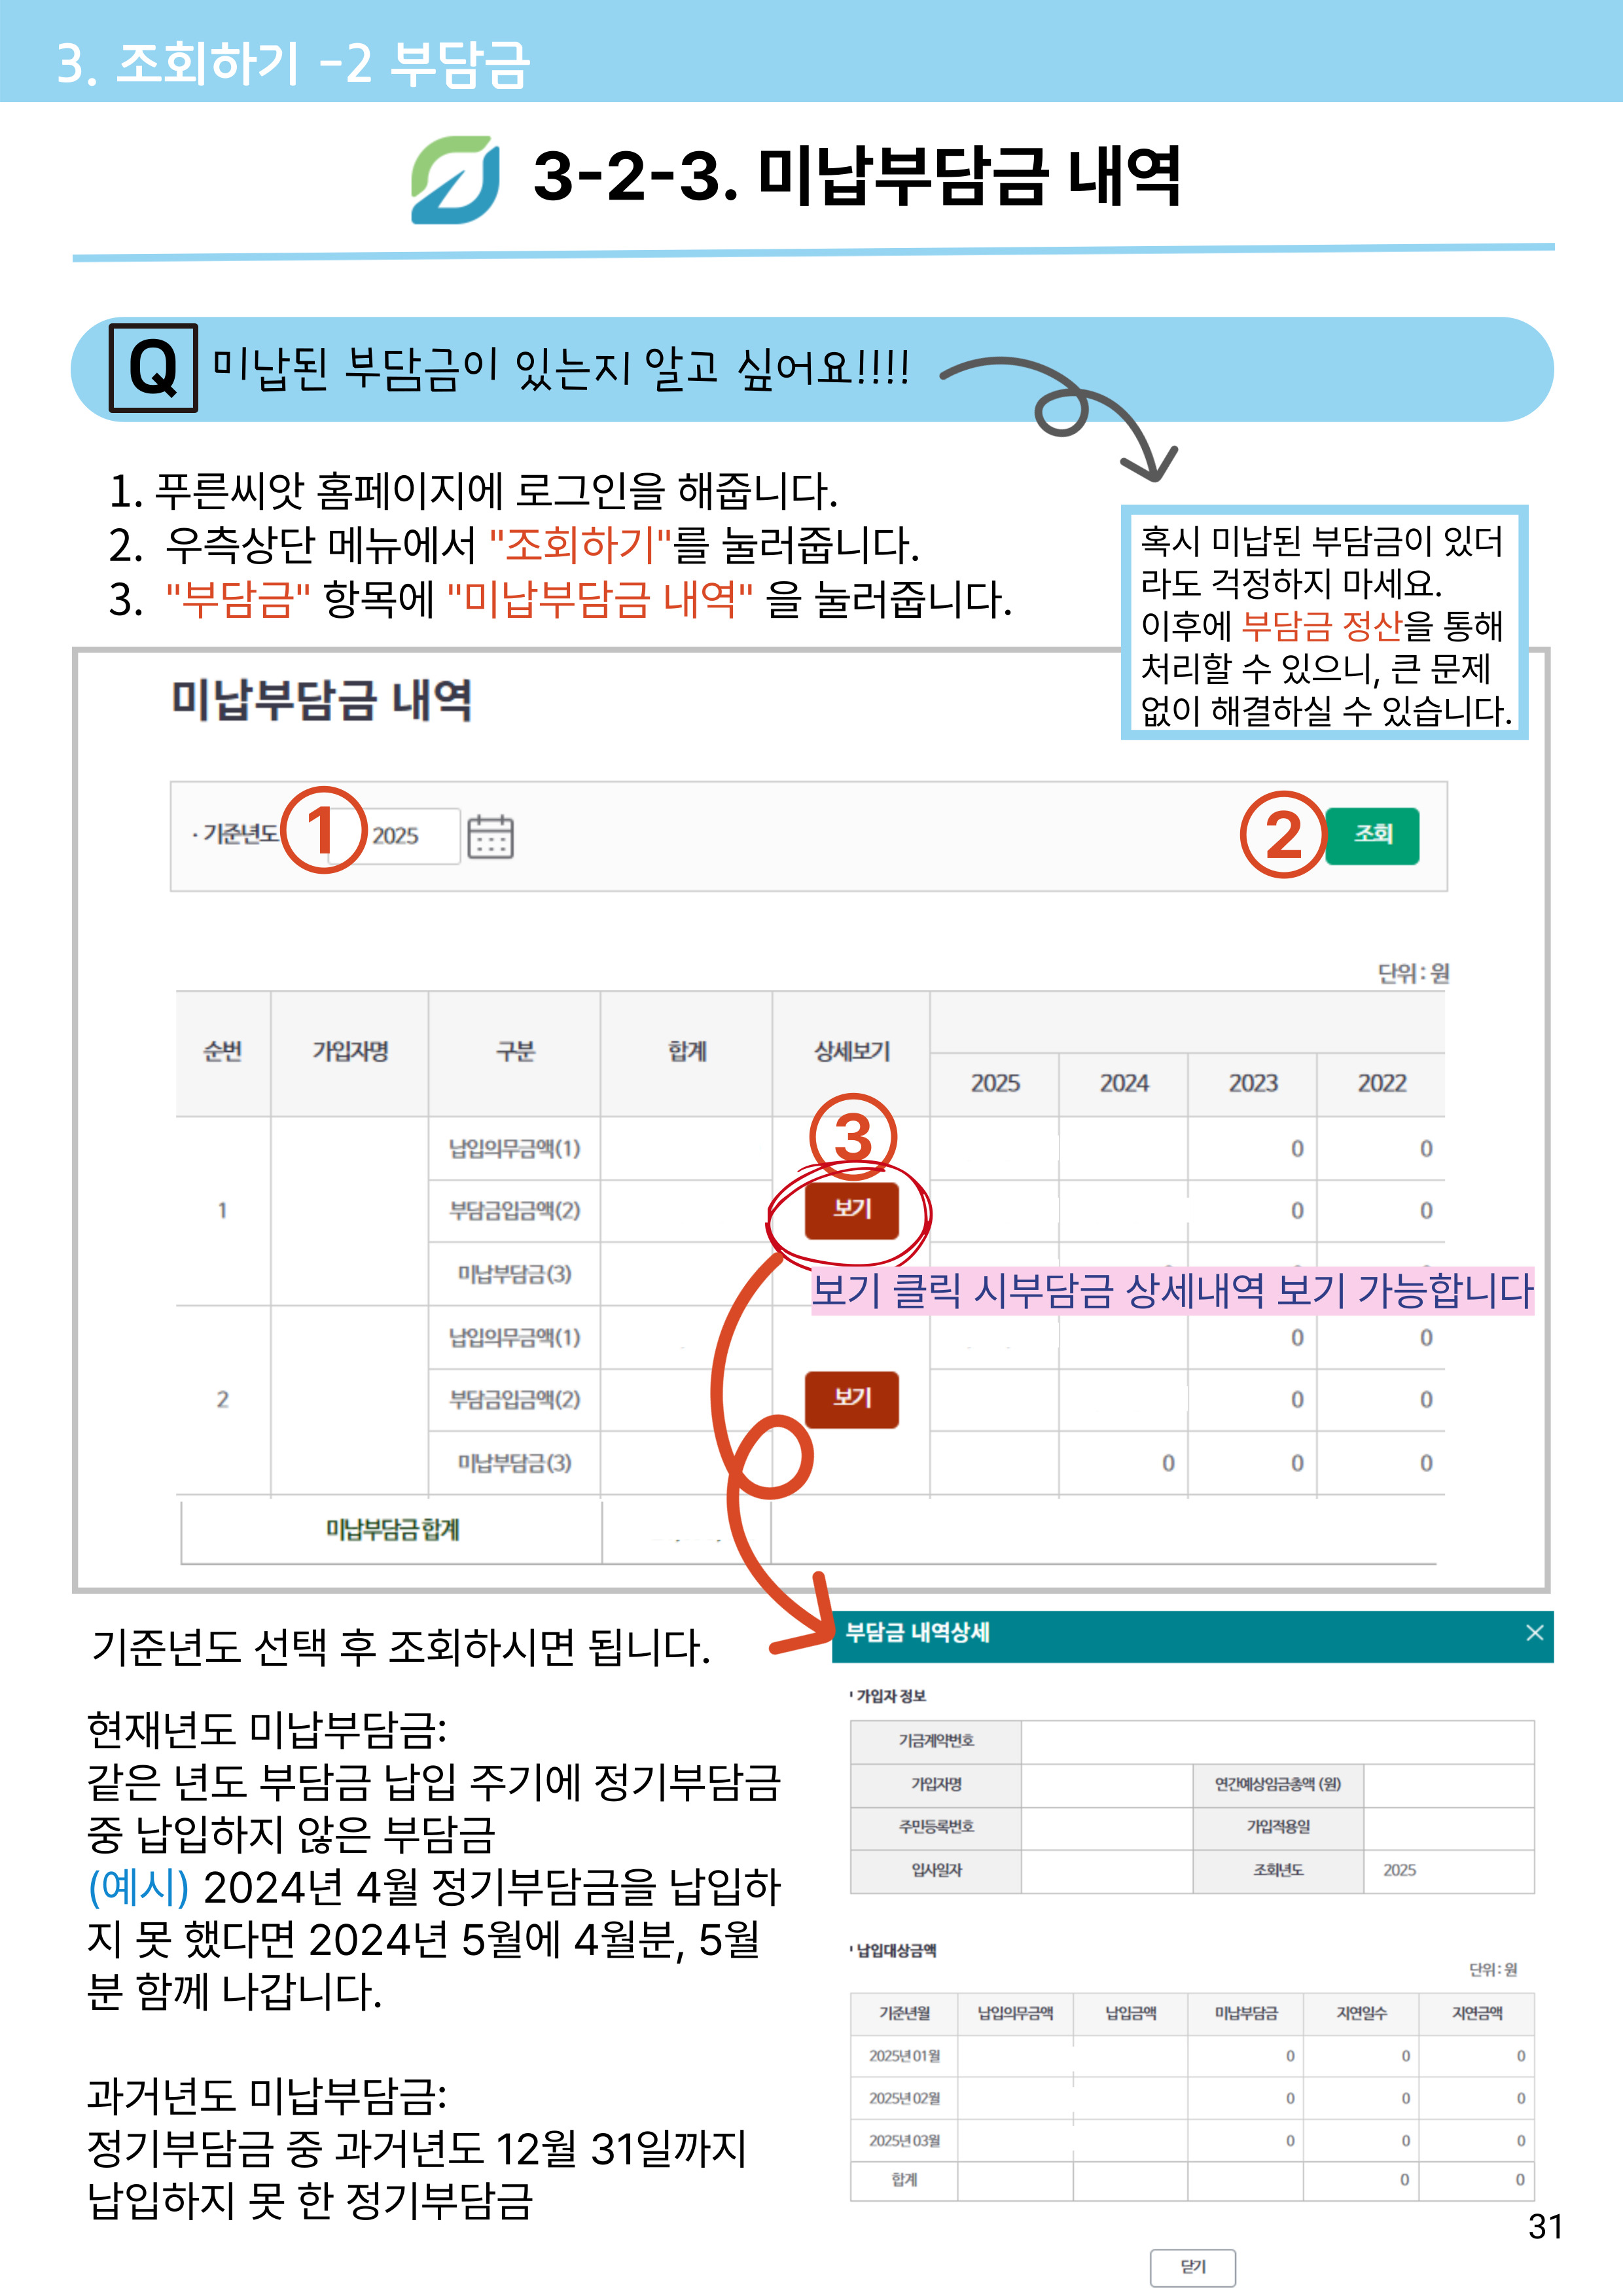 3. 조회하기 -2 부담금
3-2-3. 미납부담금 내역
Q 미납된 부담금이 있는지 알고 싶어요!!!!
1. 푸른씨앗 홈페이지에 로그인을 해줍니다.
2. 우측상단 메뉴에서 "조회하기"를 눌러줍니다.
3. "부담금" 항목에 "미납부담금 내역" 을 눌러줍니다.
혹시 미납된 부담금이 있더
라도 걱정하지 마세요.
이후에 부담금 정산을 통해
처리할 수 있으니, 큰 문제
없이 해결하실 수 있습니다.
미납부담금 내역
· 기준년도 1 2025 2 조회
단위 : 원
순번 가입자명 구분 합계 상세보기
2025 2024 2023 2022
3
납입의무금액(1) 0 0
1 부담금입금액(2) 보기 0 0
미납부담금(3)
보기 클릭 시부담금 상세내역 보기 가능합니다
납입의무금액(1) 0 0
2 부담금입금액(2) 보기 0 0
미납부담금(3) 0 0 0
미납부담금 합계
기준년도 선택 후 조회하시면 됩니다.
현재년도 미납부담금:
같은 년도 부담금 납입 주기에 정기부담금
중 납입하지 않은 부담금
(예시) 2024년 4월 정기부담금을 납입하
지 못 했다면 2024년 5월에 4월분, 5월
분 함께 나갑니다.
과거년도 미납부담금:
정기부담금 중 과거년도 12월 31일까지
납입하지 못 한 정기부담금
부담금 내역상세
가입자 정보
기금계약번호
가입자명 연간예상임금총액 (원)
주민등록번호 가입적용일
입사일자 조회년도 2025
납입대상금액
단위 : 원
기준년월 납입의무금액 납입금액 미납부담금 지연일수 지연금액
2025년 01월 0 0 0
2025년 02월 0 0 0
2025년 03월 0 0 0
합계 0 0
31
닫기